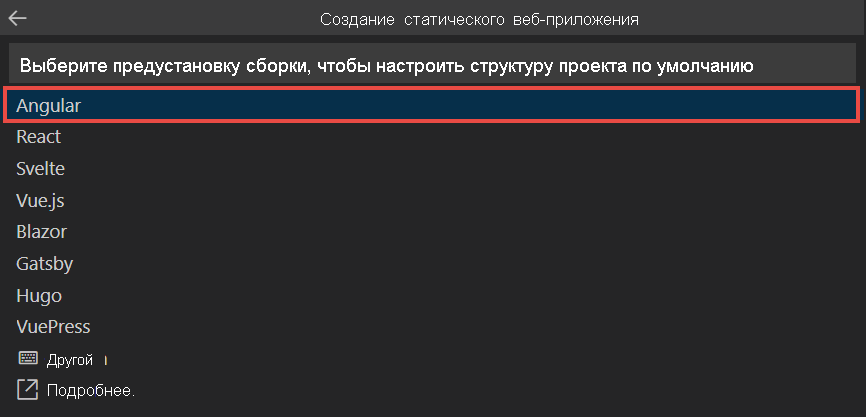 Создание статического веб-приложения
Выберите предустановку сборки, чтобы настроить структуру проекта по умолчанию
Angular
React
Svelte
Vue.js
Blazor
Gatsby
Hugo
VuePress
Другой
Подробнее.